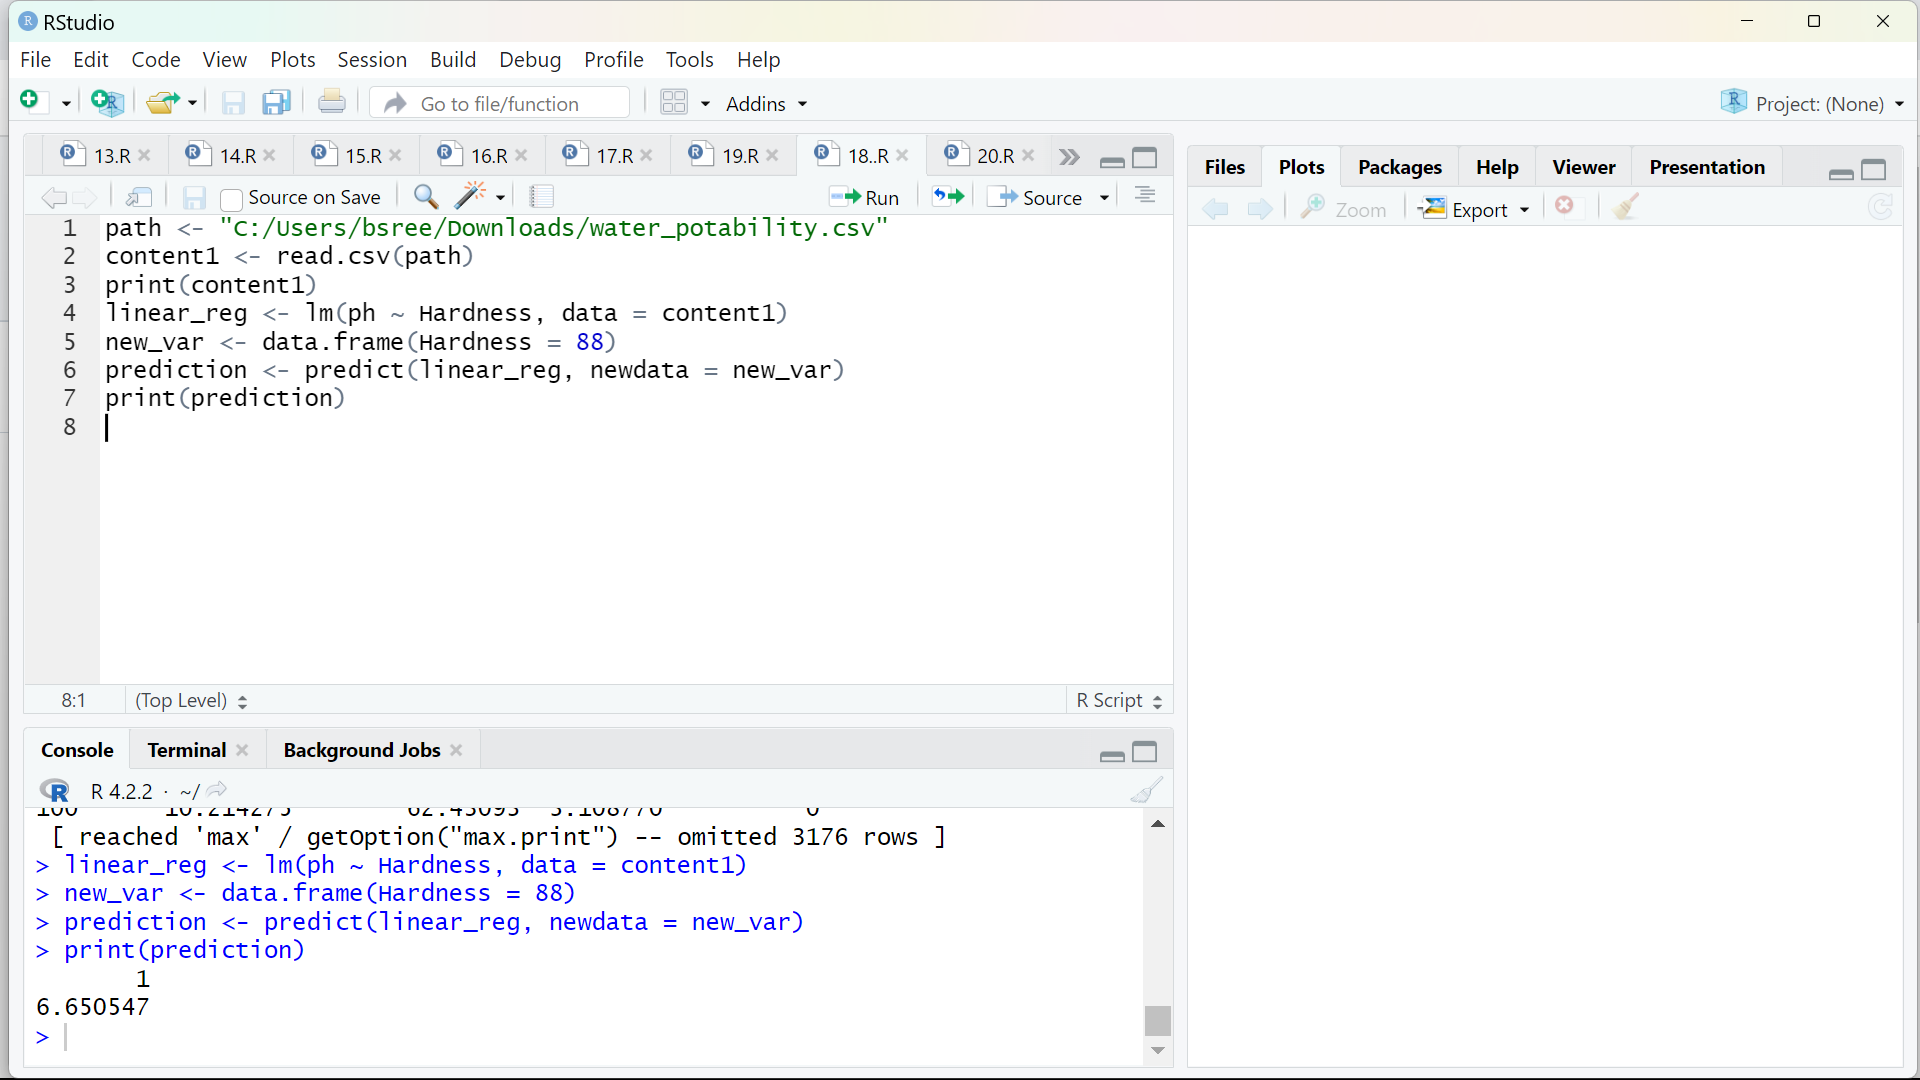 RStudio
File Edit Code View Plots Session Build Debug Profile Tools Help
Go to file/function Addins Project: (None)
13.R 14.R 15.R 16.R 17.R 19.R 18..R 20.R
Source on Save Run Source
1 path <- "C:/Users/bsree/Downloads/water_potability.csv"
2 content1 <- read.csv(path)
3 print(content1)
4 linear_reg <- lm(ph ~ Hardness, data = content1)
5 new_var <- data.frame(Hardness = 88)
6 prediction <- predict(linear_reg, newdata = new_var)
7 print(prediction)
8
8:1 (Top Level) R Script
Console Terminal Background Jobs
R 4.2.2 · ~/
[ reached 'max' / getOption("max.print") -- omitted 3176 rows ]
> linear_reg <- lm(ph ~ Hardness, data = content1)
> new_var <- data.frame(Hardness = 88)
> prediction <- predict(linear_reg, newdata = new_var)
> print(prediction)
1
6.650547
>
Files Plots Packages Help Viewer Presentation
Zoom Export